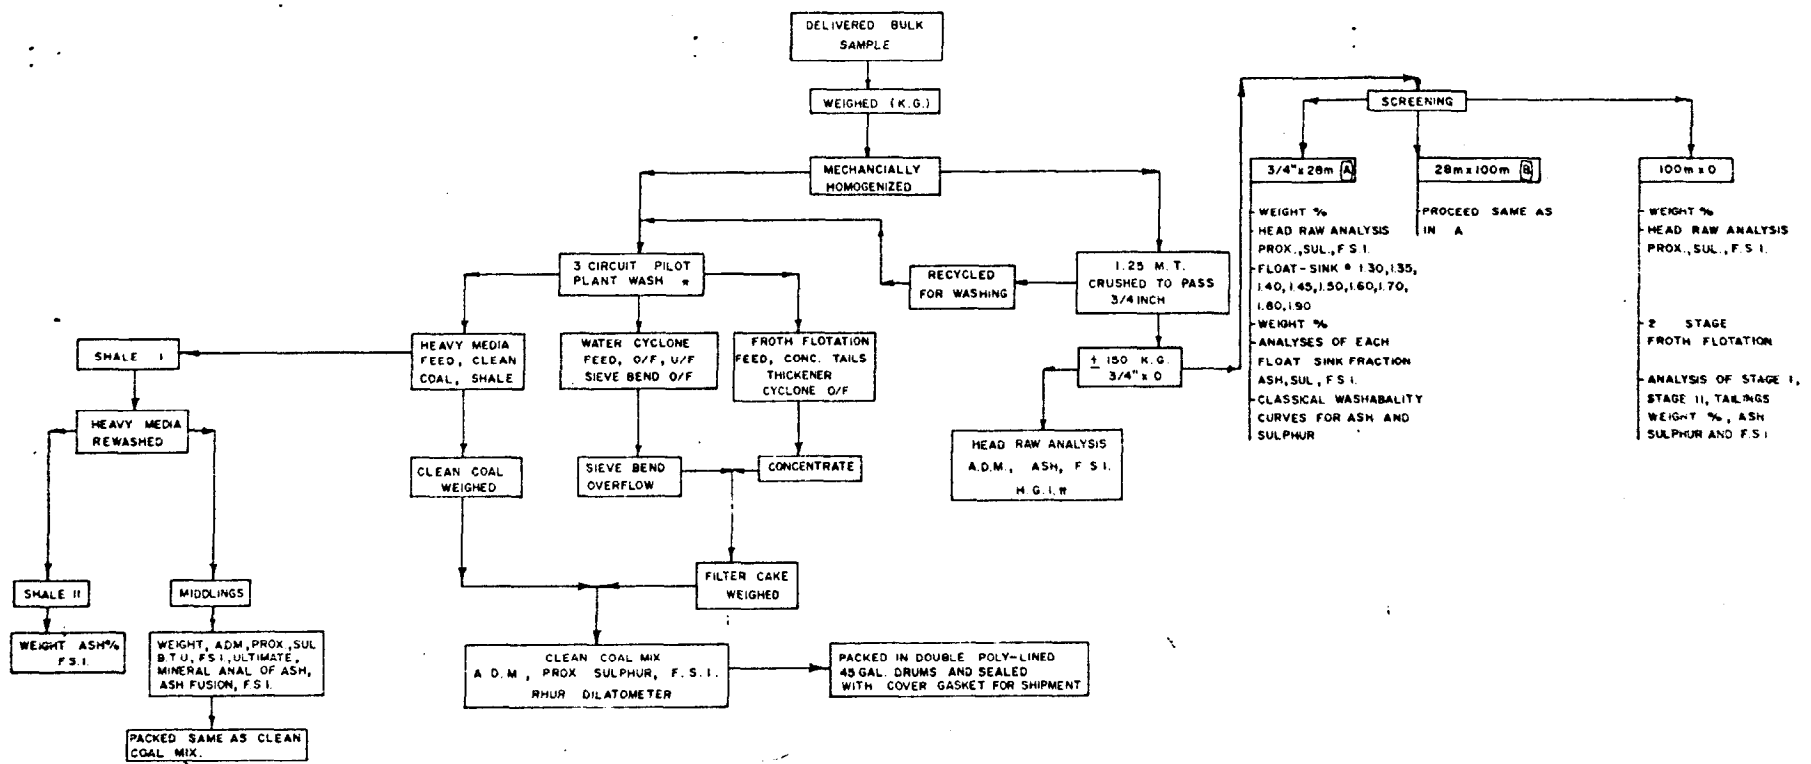 DELIVERED BULK
SAMPLE
WEIGHED (K.G.)
MECHANCIALLY
HOMOGENIZED
SCREENING
3/4" x 28m A
28m x 100m B
100m x 0
WEIGHT %
HEAD RAW ANALYSIS
PROX., SUL., F.S.I.
FLOAT-SINK @ 1.30, 1.35,
1.40, 1.45, 1.50, 1.60, 1.70,
1.80, 1.90
WEIGHT %
ANALYSES OF EACH
FLOAT SINK FRACTION
ASH, SUL, F.S.I.
CLASSICAL WASHABALITY
CURVES FOR ASH AND
SULPHUR
PROCEED SAME AS
IN A
WEIGHT %
HEAD RAW ANALYSIS
PROX., SUL., F.S.I.
2 STAGE
FROTH FLOTATION
ANALYSIS OF STAGE I,
STAGE II, TAILINGS
WEIGHT %, ASH
SULPHUR AND F.S.I
3 CIRCUIT PILOT
PLANT WASH *
RECYCLED
FOR WASHING
1.25 M.T.
CRUSHED TO PASS
3/4 INCH
± 150 K.G.
3/4" x 0
HEAD RAW ANALYSIS
A.D.M., ASH, F.S.I.
H.G.I. *
SHALE I
HEAVY MEDIA
FEED, CLEAN
COAL, SHALE
WATER CYCLONE
FEED, O/F, U/F
SIEVE BEND O/F
FROTH FLOTATION
FEED, CONC. TAILS
THICKENER
CYCLONE O/F
HEAVY MEDIA
REWASHED
CLEAN COAL
WEIGHED
SIEVE BEND
OVERFLOW
CONCENTRATE
SHALE II
MIDDLINGS
FILTER CAKE
WEIGHED
WEIGHT ASH%
F.S.I.
WEIGHT, ADM, PROX., SUL
B.T.U., F.S.I., ULTIMATE,
MINERAL ANAL OF ASH,
ASH FUSION, F.S.I.
CLEAN COAL MIX
A.D.M., PROX SULPHUR, F.S.I.
RHUR DILATOMETER
PACKED IN DOUBLE POLY-LINED
45 GAL. DRUMS AND SEALED
WITH COVER GASKET FOR SHIPMENT
PACKED SAME AS CLEAN
COAL MIX.